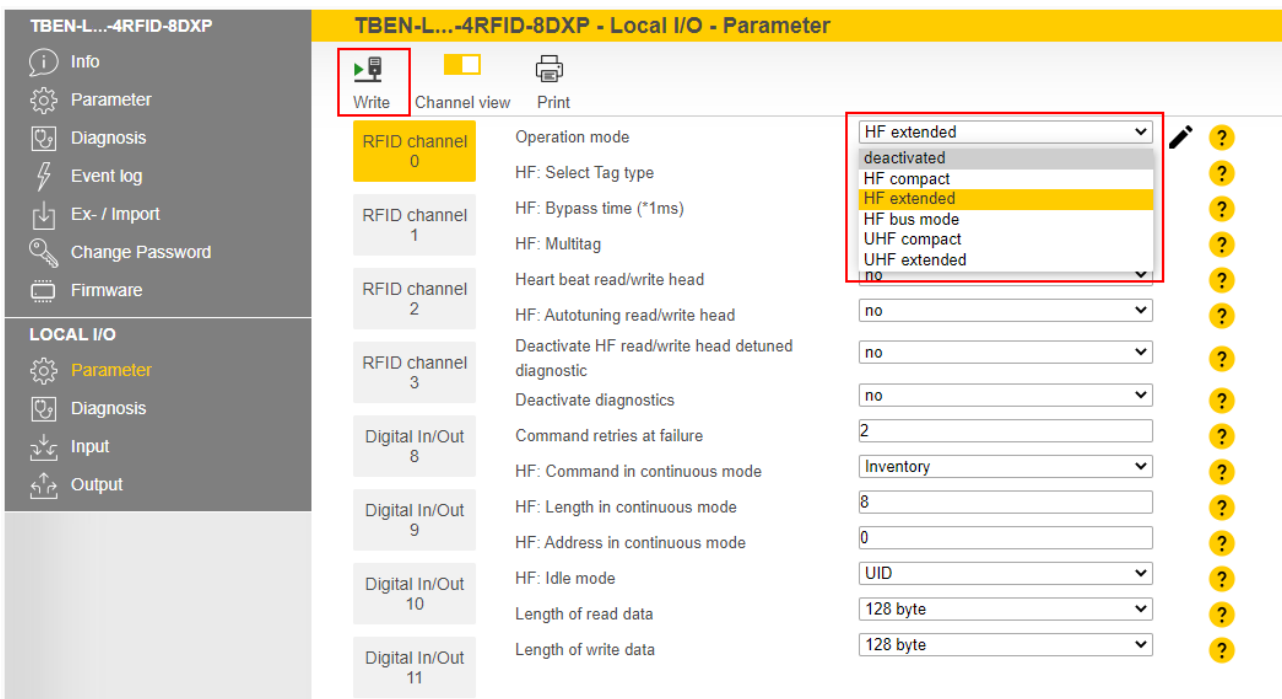 TBEN-L...-4RFID-8DXP
Info
Parameter
Diagnosis
Event log
Ex- / Import
Change Password
Firmware
LOCAL I/O
Parameter
Diagnosis
Input
Output
TBEN-L...-4RFID-8DXP - Local I/O - Parameter
Write
Channel view
Print
RFID channel
0
RFID channel
1
RFID channel
2
RFID channel
3
Digital In/Out
8
Digital In/Out
9
Digital In/Out
10
Digital In/Out
11
Operation mode
HF extended
?
deactivated
HF compact
HF extended
HF bus mode
UHF compact
UHF extended
HF: Select Tag type
?
HF: Bypass time (*1ms)
?
HF: Multitag
?
Heart beat read/write head
no
?
HF: Autotuning read/write head
no
?
Deactivate HF read/write head detuned
diagnostic
no
?
Deactivate diagnostics
no
?
Command retries at failure
2
?
HF: Command in continuous mode
Inventory
?
HF: Length in continuous mode
8
?
HF: Address in continuous mode
0
?
HF: Idle mode
UID
?
Length of read data
128 byte
?
Length of write data
128 byte
?